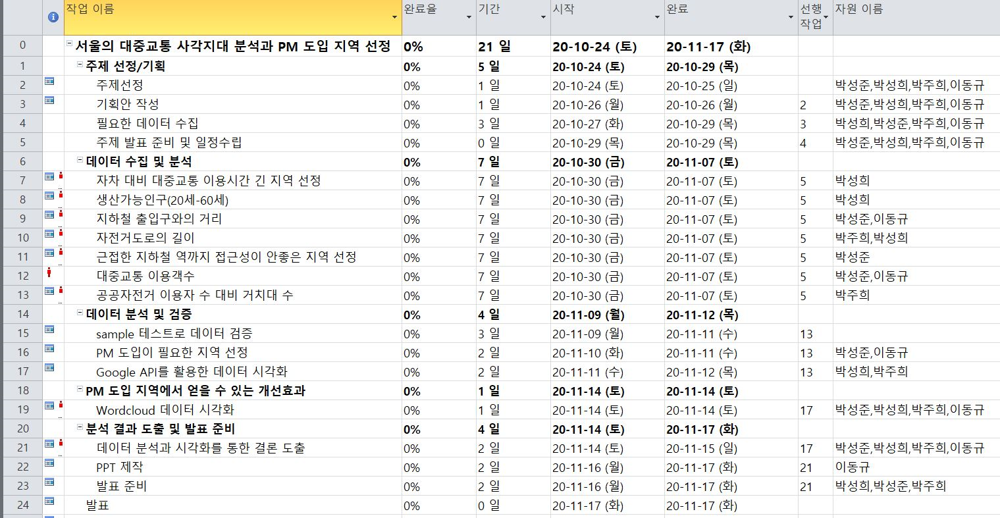 작업 이름 완료율 기간 시작 완료 선행 작업 자원 이름
0 서울의 대중교통 사각지대 분석과 PM 도입 지역 선정 0% 21 일 20-10-24 (토) 20-11-17 (화)
1 주제 선정/기획 0% 5 일 20-10-24 (토) 20-10-29 (목)
2 주제선정 0% 1 일 20-10-24 (토) 20-10-25 (일) 박성준,박성희,박주희,이동규
3 기획안 작성 0% 1 일 20-10-26 (월) 20-10-26 (월) 2 박성준,박성희,박주희,이동규
4 필요한 데이터 수집 0% 3 일 20-10-27 (화) 20-10-29 (목) 3 박성희,박성준,박주희,이동규
5 주제 발표 준비 및 일정수립 0% 0 일 20-10-29 (목) 20-10-29 (목) 4 박성준,박성희,박주희,이동규
6 데이터 수집 및 분석 0% 7 일 20-10-30 (금) 20-11-07 (토)
7 자차 대비 대중교통 이용시간 긴 지역 선정 0% 7 일 20-10-30 (금) 20-11-07 (토) 5 박성희
8 생산가능인구(20세-60세) 0% 7 일 20-10-30 (금) 20-11-07 (토) 5 박성희
9 지하철 출입구와의 거리 0% 7 일 20-10-30 (금) 20-11-07 (토) 5 박성준,이동규
10 자전거도로의 길이 0% 7 일 20-10-30 (금) 20-11-07 (토) 5 박주희,박성희
11 근접한 지하철 역까지 접근성이 안좋은 지역 선정 0% 7 일 20-10-30 (금) 20-11-07 (토) 5 박성준
12 대중교통 이용객수 0% 7 일 20-10-30 (금) 20-11-07 (토) 5 박성준,이동규
13 공공자전거 이용자 수 대비 거치대 수 0% 7 일 20-10-30 (금) 20-11-07 (토) 5 박주희
14 데이터 분석 및 검증 0% 4 일 20-11-09 (월) 20-11-12 (목)
15 sample 테스트로 데이터 검증 0% 3 일 20-11-09 (월) 20-11-11 (수) 13
16 PM 도입이 필요한 지역 선정 0% 2 일 20-11-10 (화) 20-11-11 (수) 13 박성준,이동규
17 Google API를 활용한 데이터 시각화 0% 2 일 20-11-11 (수) 20-11-12 (목) 13 박성희,박주희
18 PM 도입 지역에서 얻을 수 있는 개선효과 0% 1 일 20-11-14 (토) 20-11-14 (토)
19 Wordcloud 데이터 시각화 0% 1 일 20-11-14 (토) 20-11-14 (토) 17 박성준,박성희,박주희,이동규
20 분석 결과 도출 및 발표 준비 0% 4 일 20-11-14 (토) 20-11-17 (화)
21 데이터 분석과 시각화를 통한 결론 도출 0% 2 일 20-11-14 (토) 20-11-15 (일) 17 박성준,박성희,박주희,이동규
22 PPT 제작 0% 2 일 20-11-16 (월) 20-11-17 (화) 21 이동규
23 발표 준비 0% 2 일 20-11-16 (월) 20-11-17 (화) 21 박성희,박성준,박주희
24 발표 0% 0 일 20-11-17 (화) 20-11-17 (화)